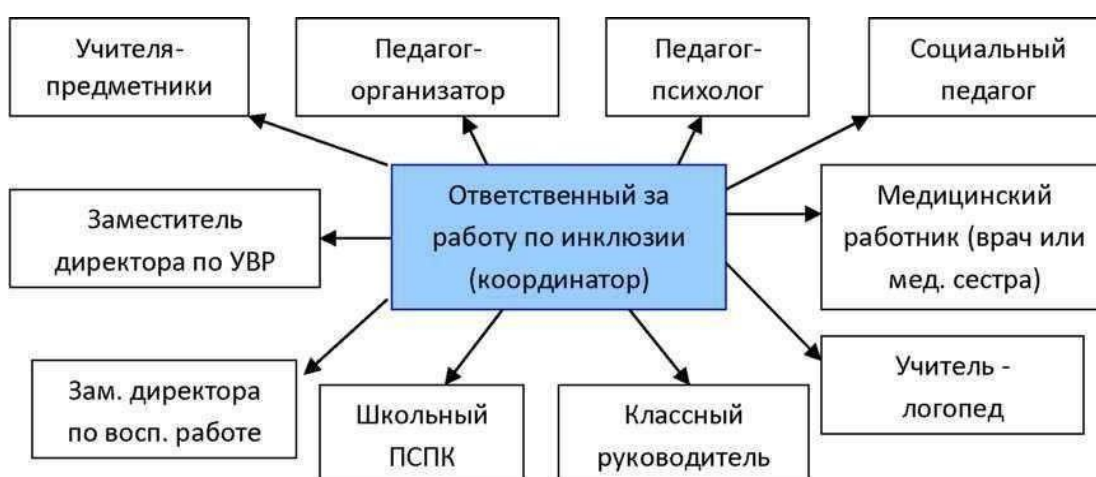 Учителя-
предметники
Педагог-
организатор
Педагог-
психолог
Социальный
педагог
Ответственный за
работу по инклюзии
(координатор)
Заместитель
директора по УВР
Медицинский
работник (врач или
мед. сестра)
Зам. директора
по восп. работе
Школьный
ПСПК
Классный
руководитель
Учитель -
логопед